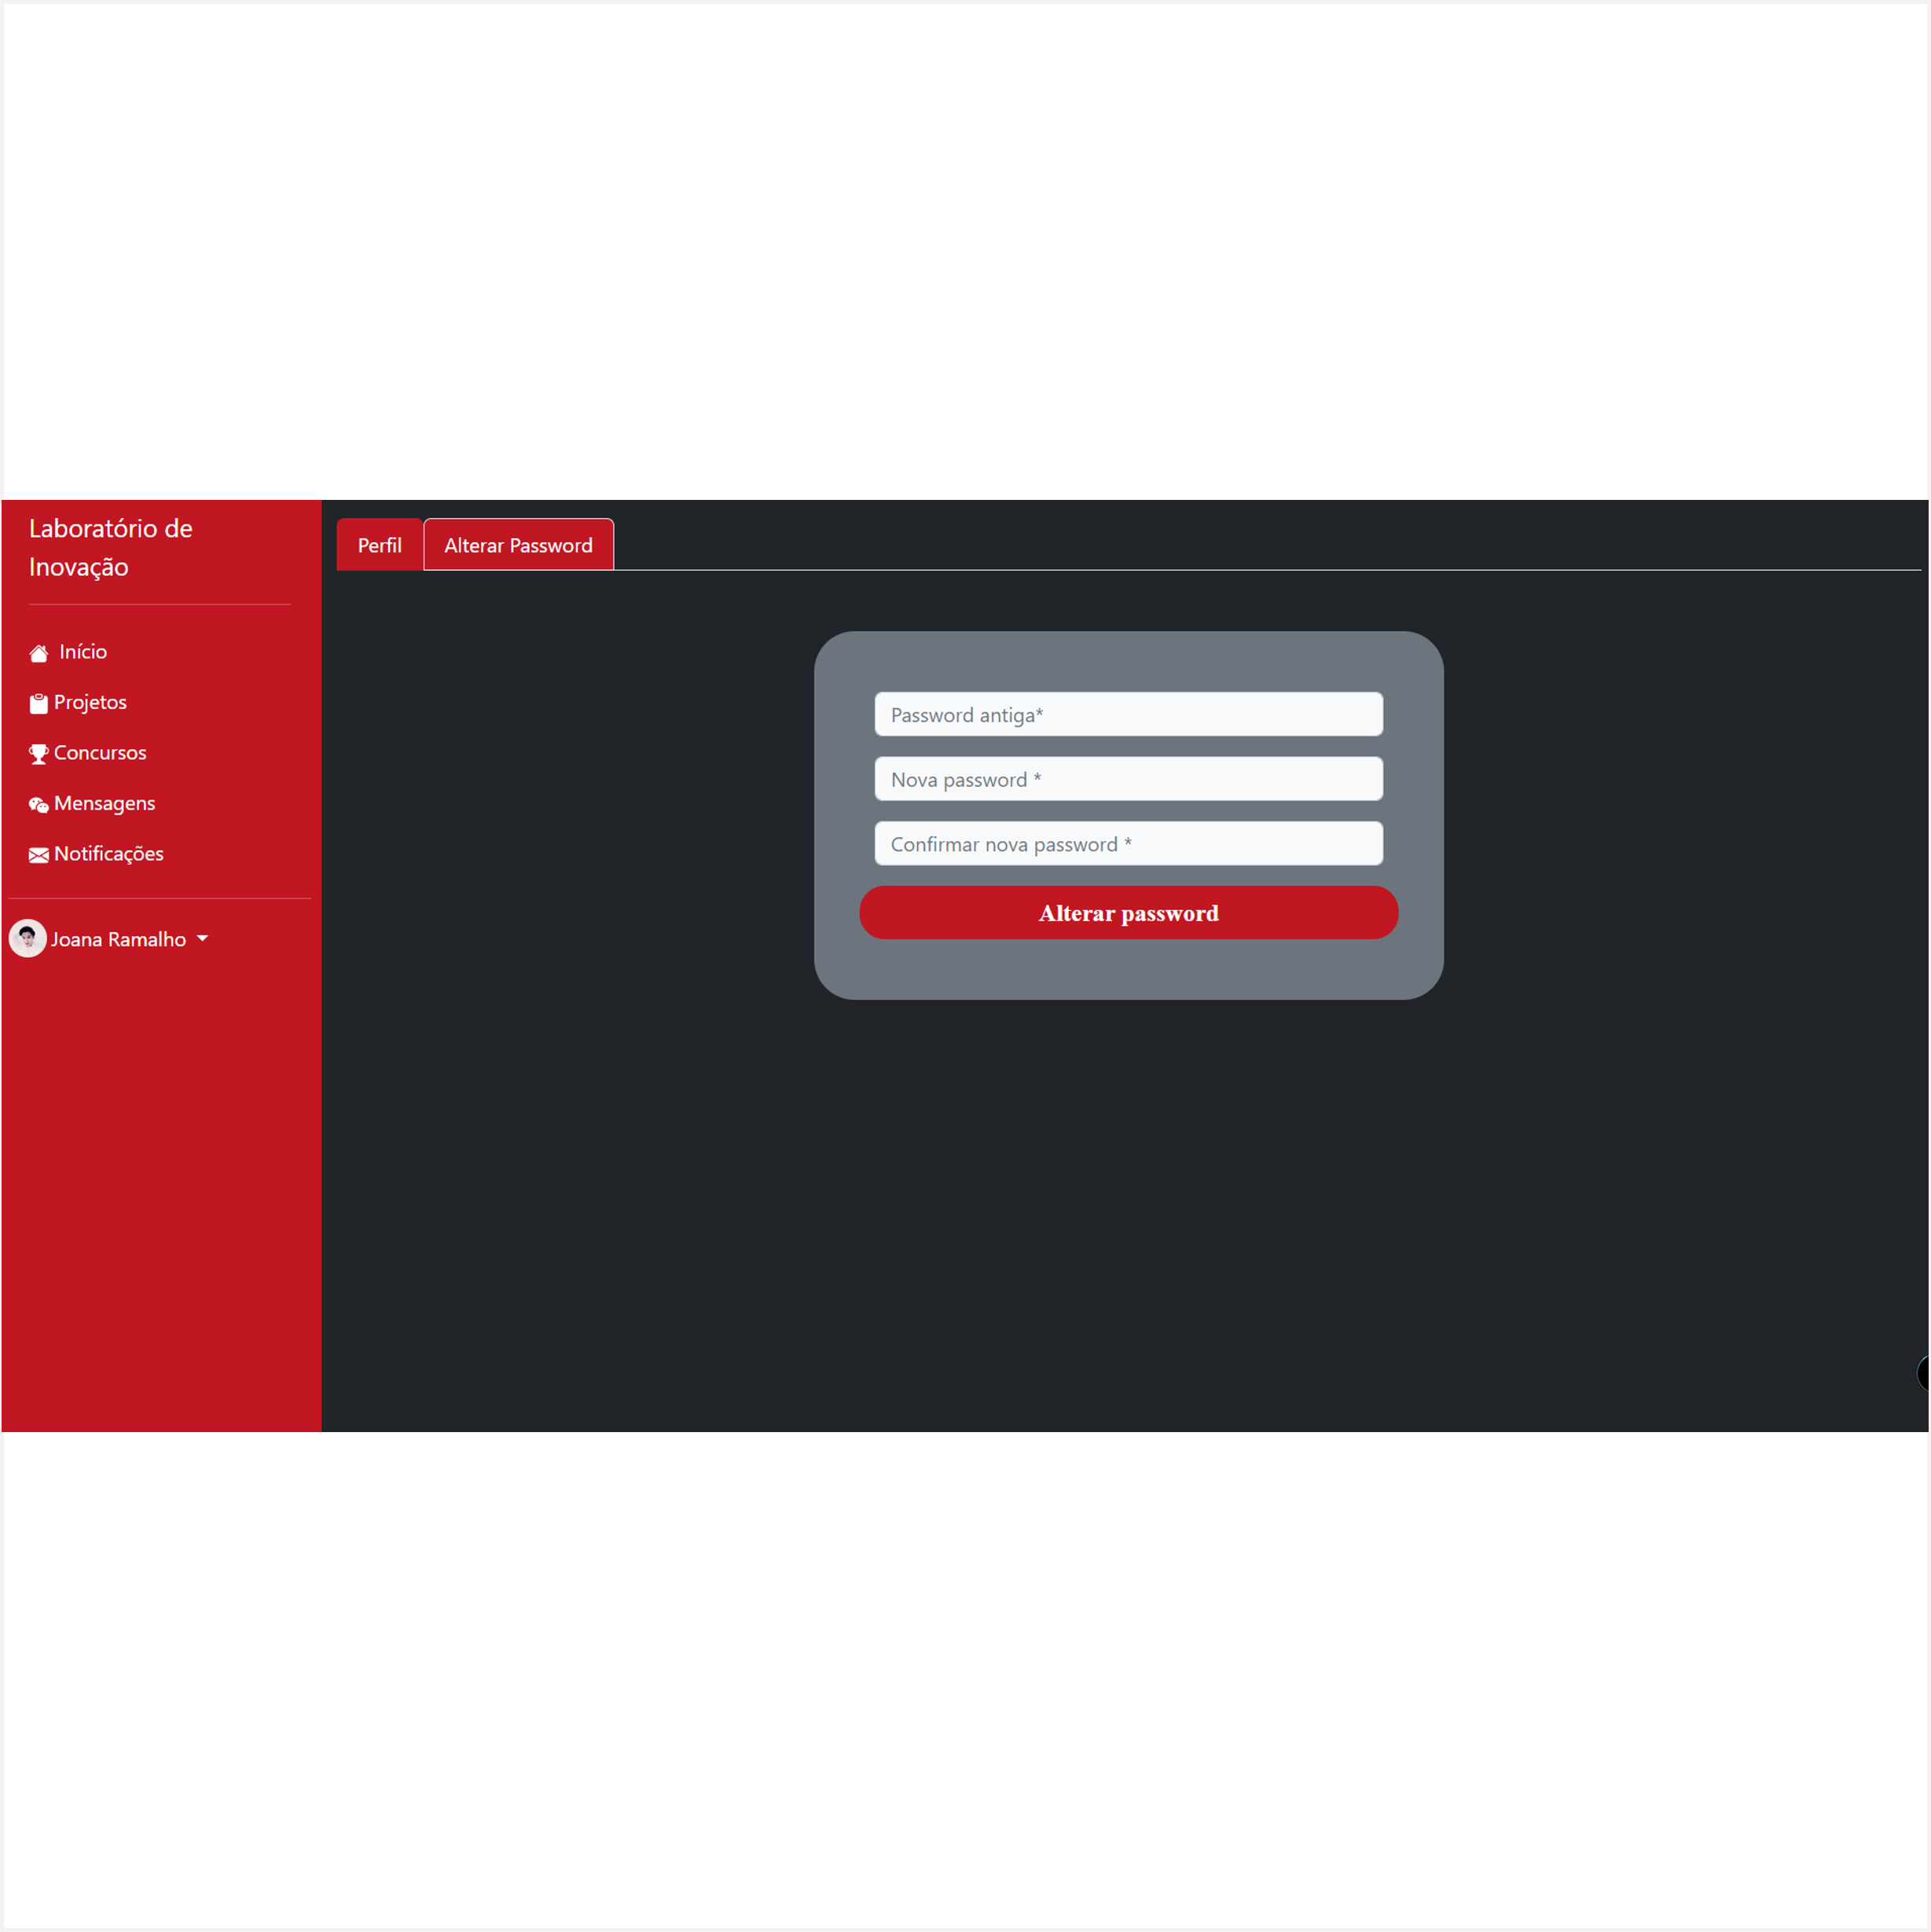 Laboratório de
Inovação
Início
Projetos
Concursos
Mensagens
Notificações
Joana Ramalho
Perfil
Alterar Password
Password antiga*
Nova password *
Confirmar nova password *
Alterar password